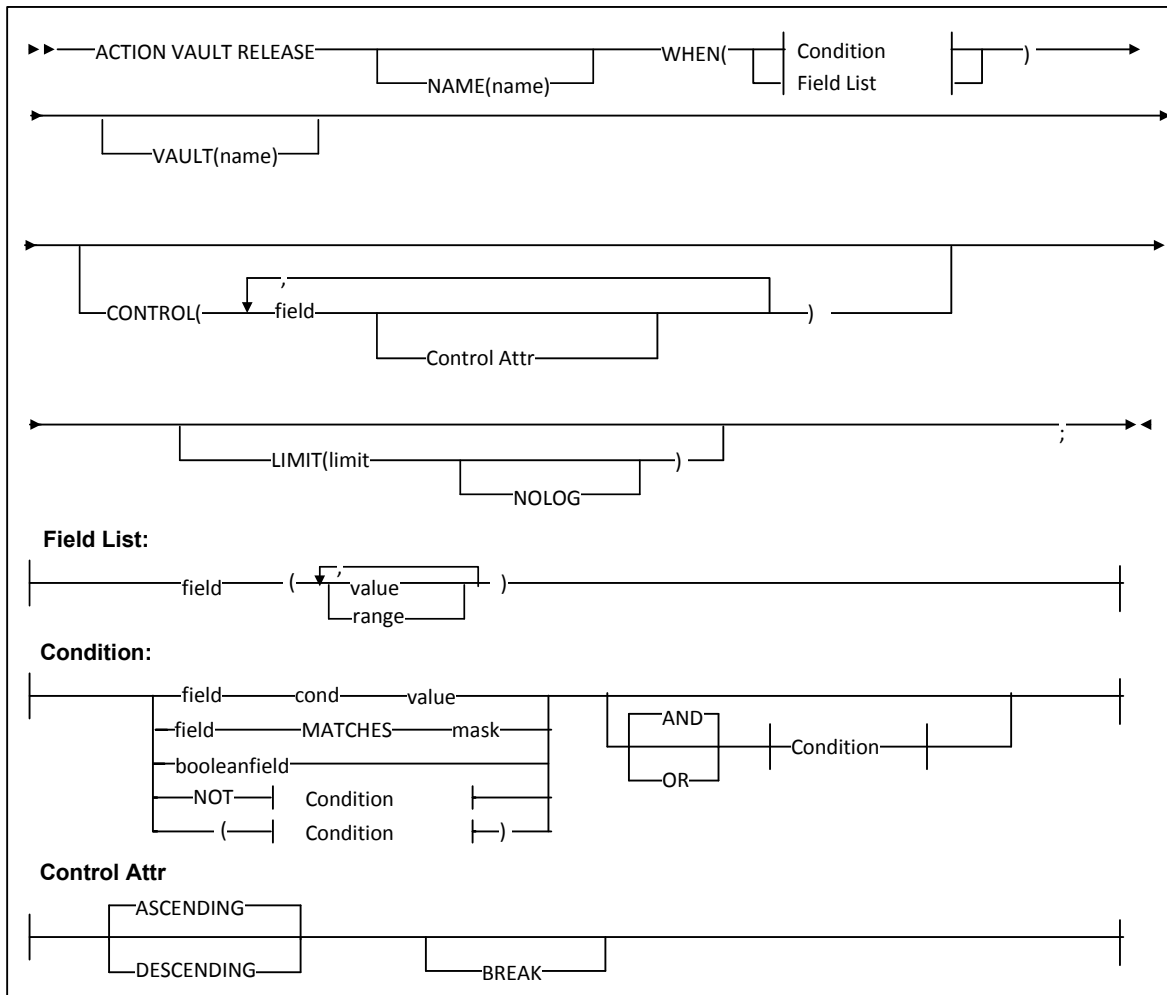 ACTION VAULT RELEASE WHEN( Condition )
NAME(name) Field List
VAULT(name)
,
CONTROL( field )
Control Attr
;
LIMIT(limit )
NOLOG
Field List:
,
field ( value )
range
Condition:
field cond value
AND
field MATCHES mask
Condition
booleanfield
OR
NOT Condition
( Condition )
Control Attr
ASCENDING
DESCENDING
BREAK